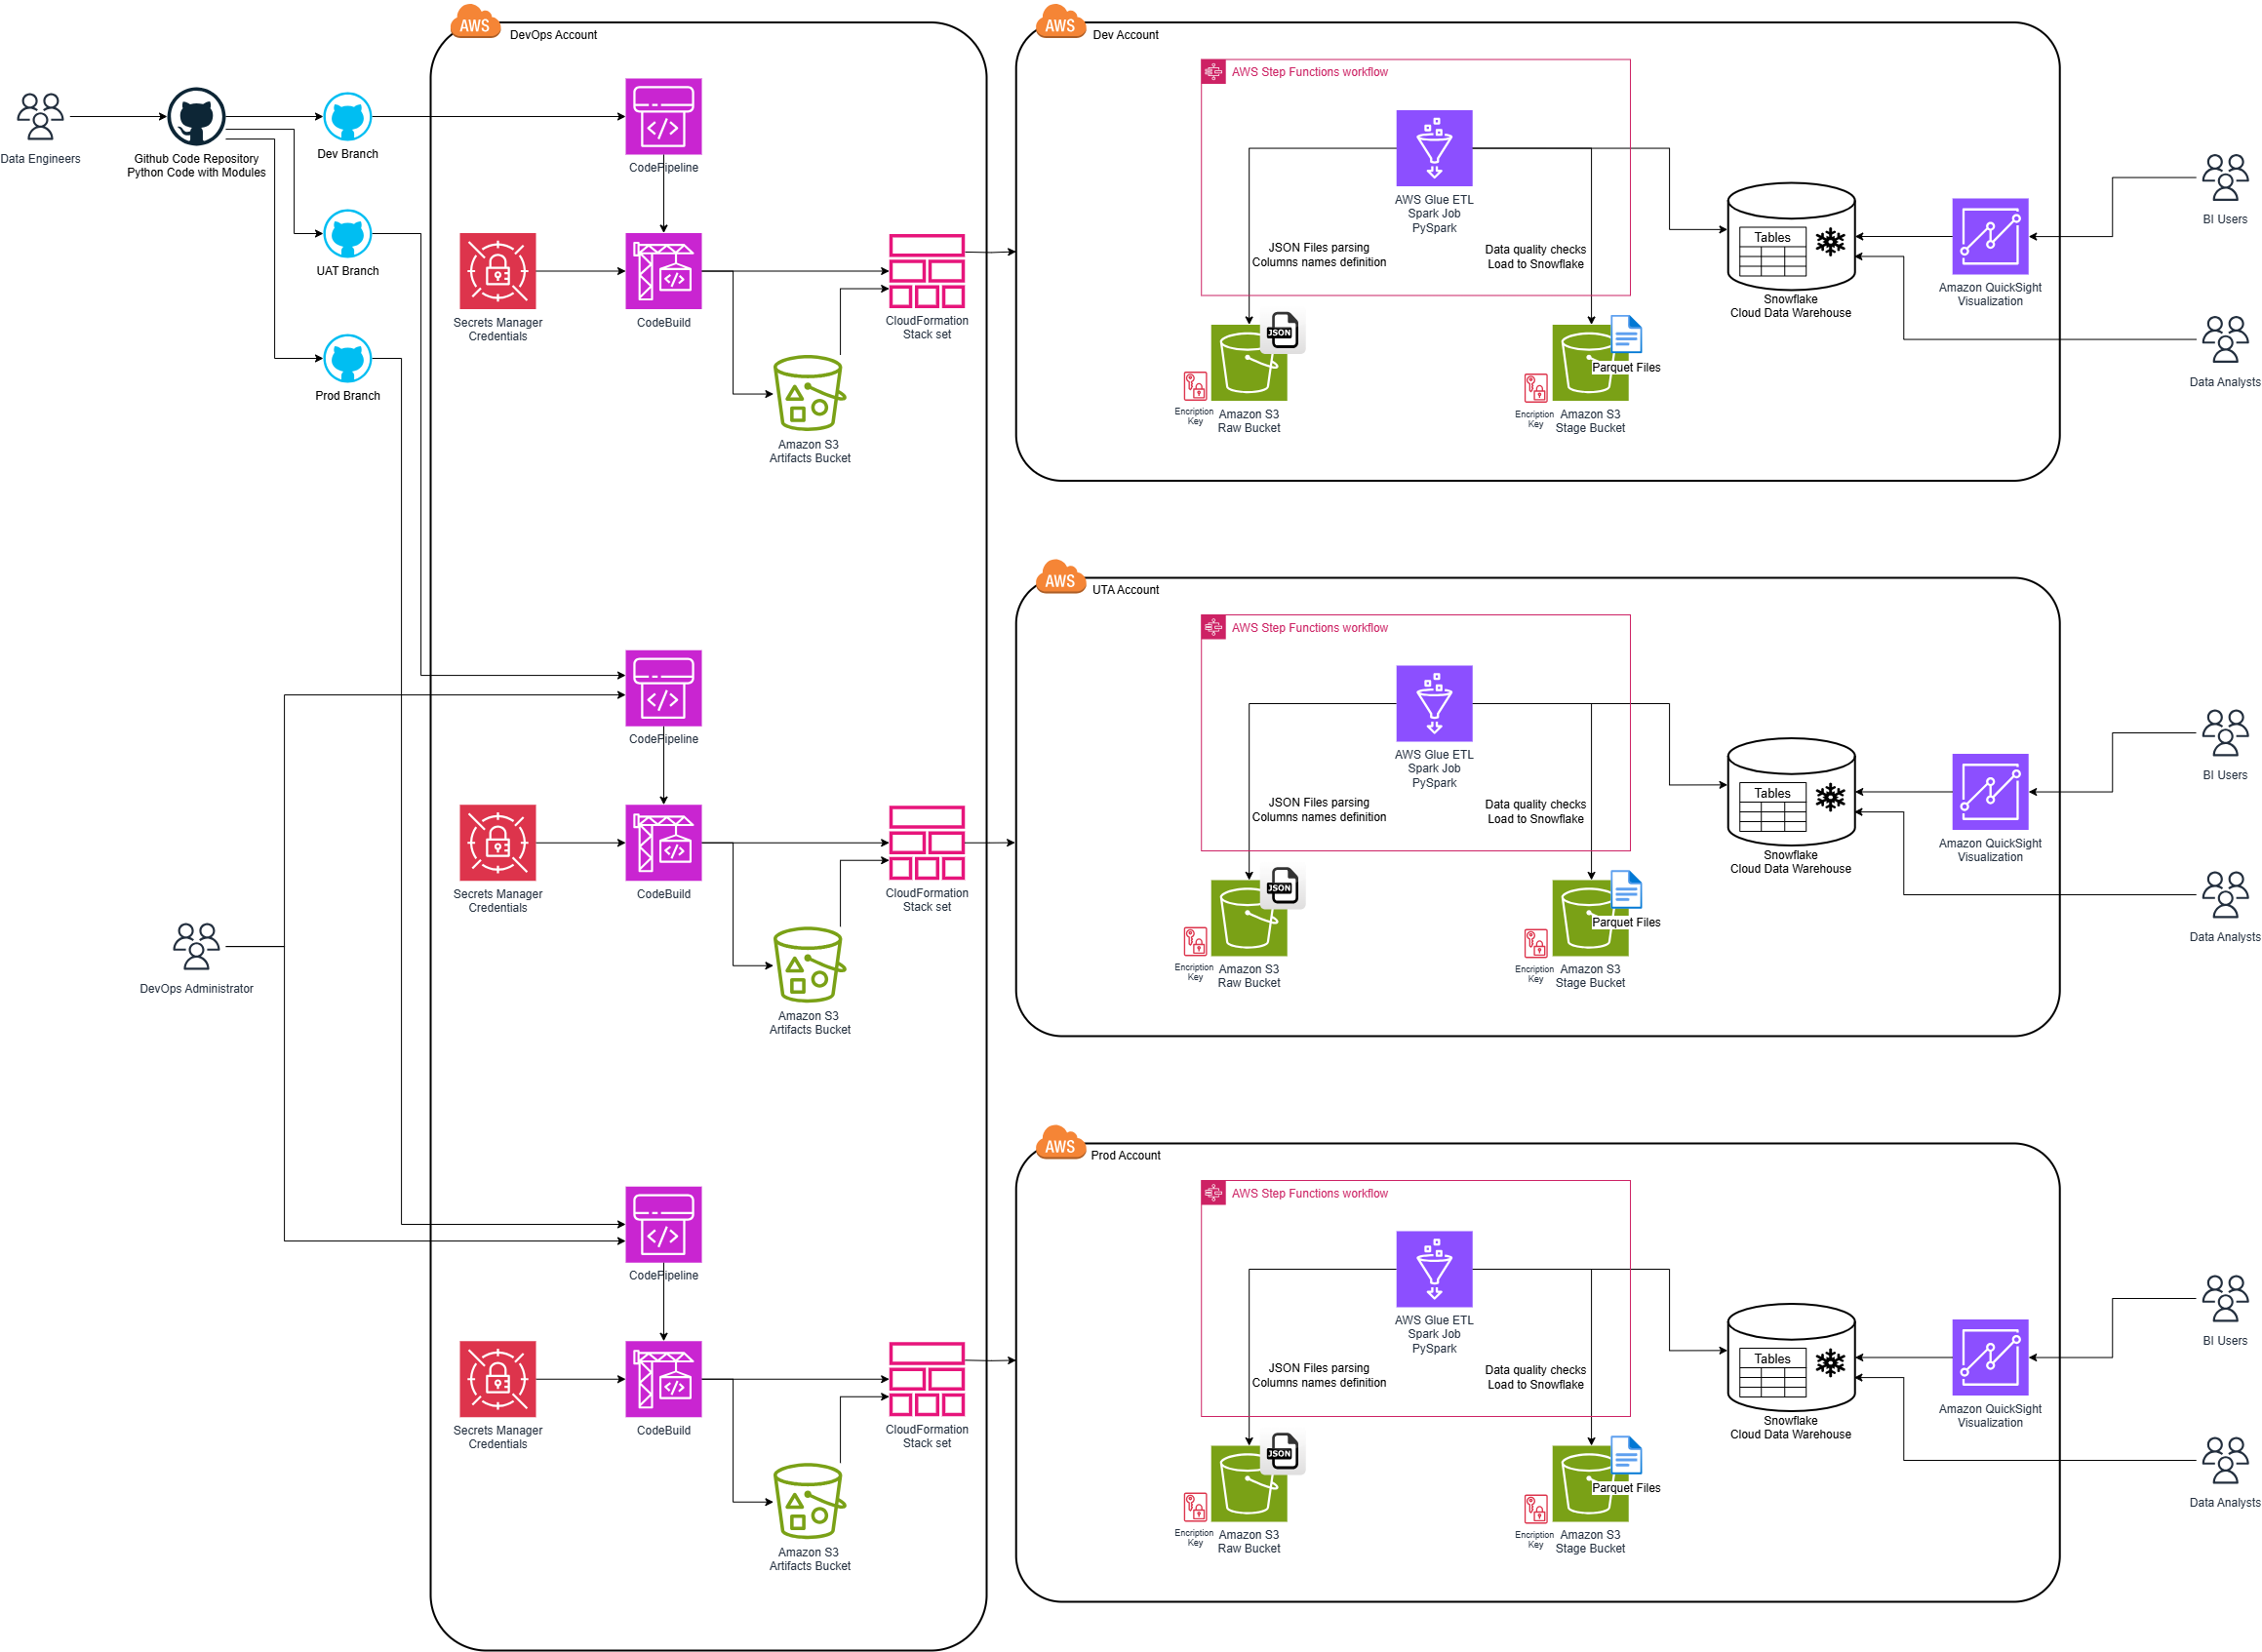 AWS
DevOps Account
Data Engineers
Github Code Repository
Python Code with Modules
Dev Branch
UAT Branch
Prod Branch
DevOps Administrator
CodePipeline
Secrets Manager
Credentials
CodeBuild
CloudFormation
Stack set
Amazon S3
Artifacts Bucket
CodePipeline
Secrets Manager
Credentials
CodeBuild
CloudFormation
Stack set
Amazon S3
Artifacts Bucket
CodePipeline
Secrets Manager
Credentials
CodeBuild
CloudFormation
Stack set
Amazon S3
Artifacts Bucket
AWS
Dev Account
AWS Step Functions workflow
AWS Glue ETL
Spark Job
PySpark
JSON Files parsing
Columns names definition
Data quality checks
Load to Snowflake
JSON
Parquet Files
Encription
Key
Amazon S3
Raw Bucket
Encription
Key
Amazon S3
Stage Bucket
Tables
Snowflake
Cloud Data Warehouse
Amazon QuickSight
Visualization
BI Users
Data Analysts
AWS
UTA Account
AWS Step Functions workflow
AWS Glue ETL
Spark Job
PySpark
JSON Files parsing
Columns names definition
Data quality checks
Load to Snowflake
JSON
Parquet Files
Encription
Key
Amazon S3
Raw Bucket
Encription
Key
Amazon S3
Stage Bucket
Tables
Snowflake
Cloud Data Warehouse
Amazon QuickSight
Visualization
BI Users
Data Analysts
AWS
Prod Account
AWS Step Functions workflow
AWS Glue ETL
Spark Job
PySpark
JSON Files parsing
Columns names definition
Data quality checks
Load to Snowflake
JSON
Parquet Files
Encription
Key
Amazon S3
Raw Bucket
Encription
Key
Amazon S3
Stage Bucket
Tables
Snowflake
Cloud Data Warehouse
Amazon QuickSight
Visualization
BI Users
Data Analysts